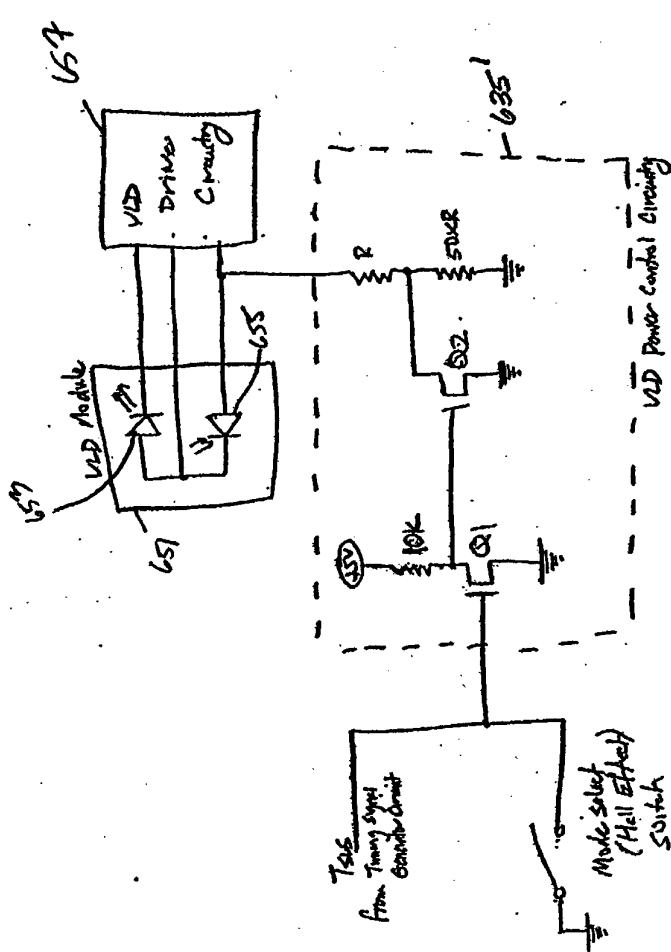 657
VLD
Driver
Circuitry
VLD Module
653
655
651
635'
R
50KR
Q2
+5V
10K
Q1
VLD Power Control Circuitry
from Timing Signal
Generation Circuit
Mode Select
(Hall Effect)
Switch